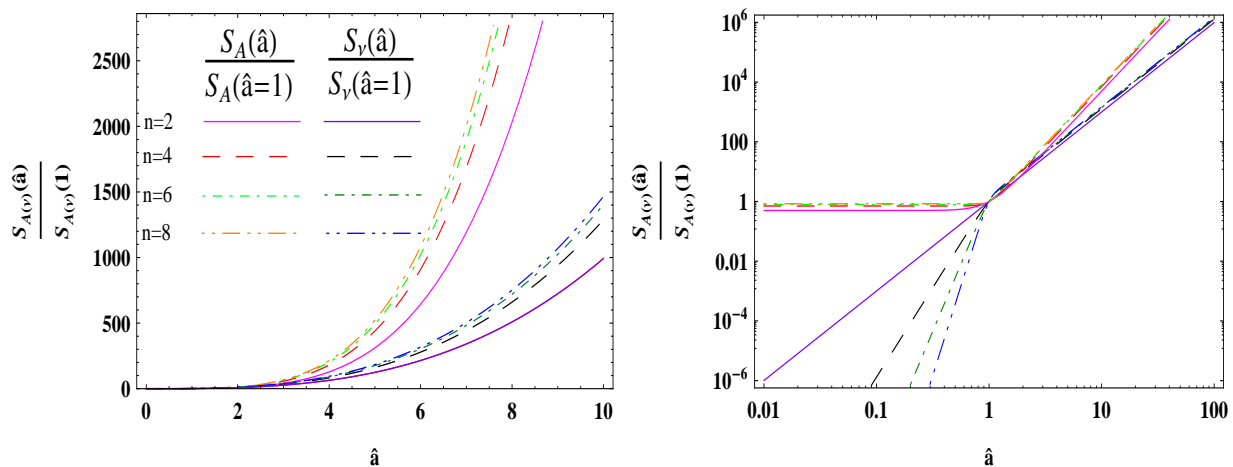 S_A(â) S_ν(â)
S_A(â=1) S_ν(â=1)
n=2
n=4
n=6
n=8
2500
2000
1500
1000
500
0
0 2 4 6 8 10
â
S_A(ν)(â)
S_A(ν)(1)
10^6
10^4
100
1
0.01
10^-4
10^-6
0.01 0.1 1 10 100
â
S_A(ν)(â)
S_A(ν)(1)